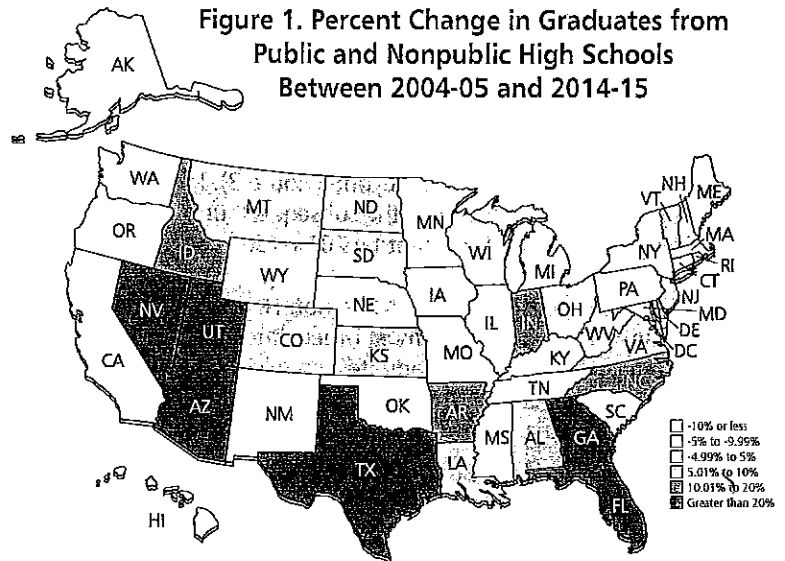 Figure 1. Percent Change in Graduates from
Public and Nonpublic High Schools
Between 2004-05 and 2014-15
AK
WA
MT
ND
MN
VT
NH
ME
OR
ID
SD
WI
MI
NY
MA
RI
CT
WY
NE
IA
PA
NJ
MD
DE
DC
NV
UT
CO
KS
IL
IN
OH
WV
VA
CA
MO
KY
NC
TN
AZ
NM
OK
AR
SC
MS
AL
GA
TX
LA
FL
HI
-10% or less
-5% to -9.99%
-4.99% to 5%
5.01% to 10%
10.01% to 20%
Greater than 20%